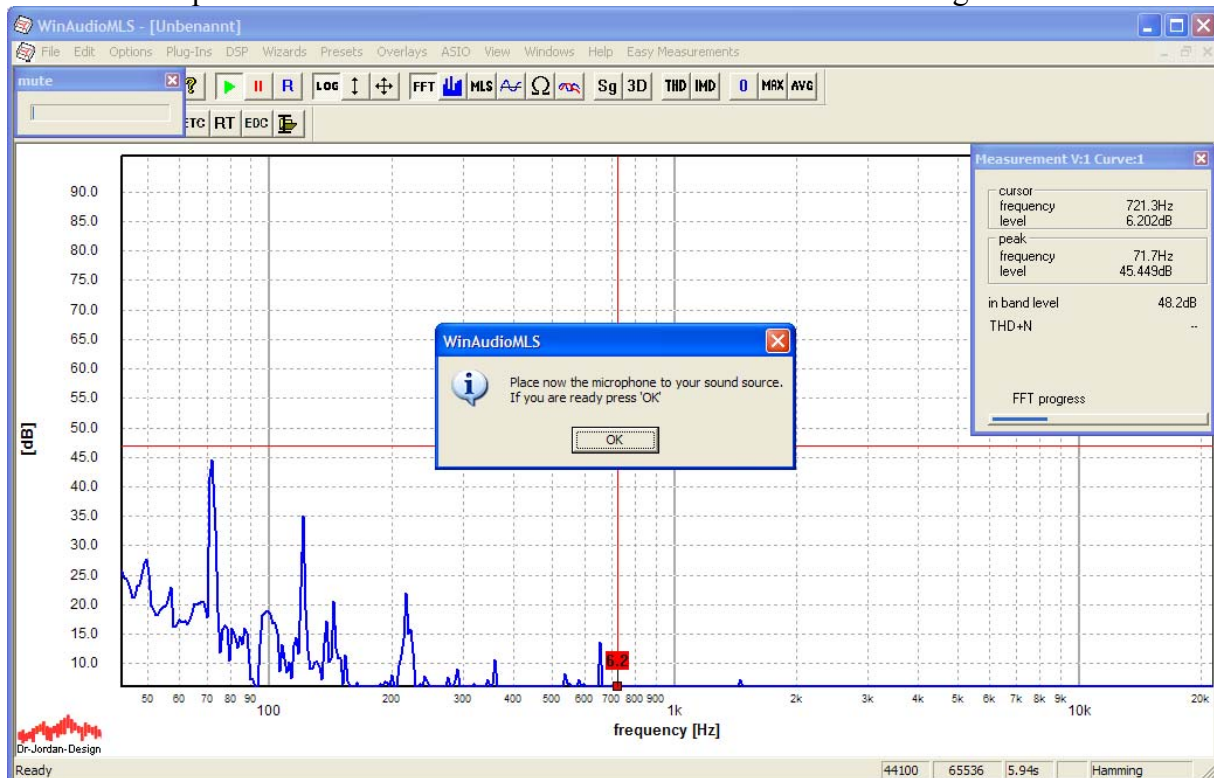 WinAudioMLS - [Unbenannt]
File Edit Options Plug-Ins DSP Wizards Presets Overlays ASIO View Windows Help Easy Measurements
mute
R LOG FFT MLS Ω Sg 3D THD IMD 0 MAX AVG
ETC RT EDC
Measurement V:1 Curve:1
cursor
frequency 721.3Hz
level 6.202dB
peak
frequency 71.7Hz
level 45.449dB
in band level 48.2dB
THD+N --
FFT progress
WinAudioMLS
Place now the microphone to your sound source.
If you are ready press 'OK'
OK
[dB]
90.0
85.0
80.0
75.0
70.0
65.0
60.0
55.0
50.0
45.0
40.0
35.0
30.0
25.0
20.0
15.0
10.0
6.2
50 60 70 80 90 100 200 300 400 500 600 700 800 900 1k 2k 3k 4k 5k 6k 7k 8k 9k 10k 20k
frequency [Hz]
Dr-Jordan-Design
Ready 44100 65536 5.94s Hamming